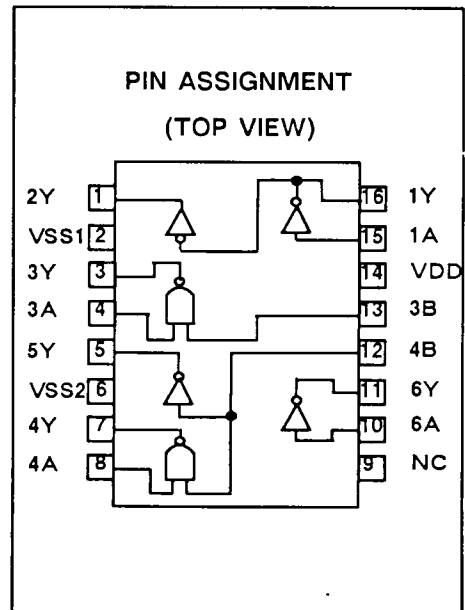 PIN ASSIGNMENT
(TOP VIEW)
2Y 1 16 1Y
VSS1 2 15 1A
3Y 3 14 VDD
3A 4 13 3B
5Y 5 12 4B
VSS2 6 11 6Y
4Y 7 10 6A
4A 8 9 NC